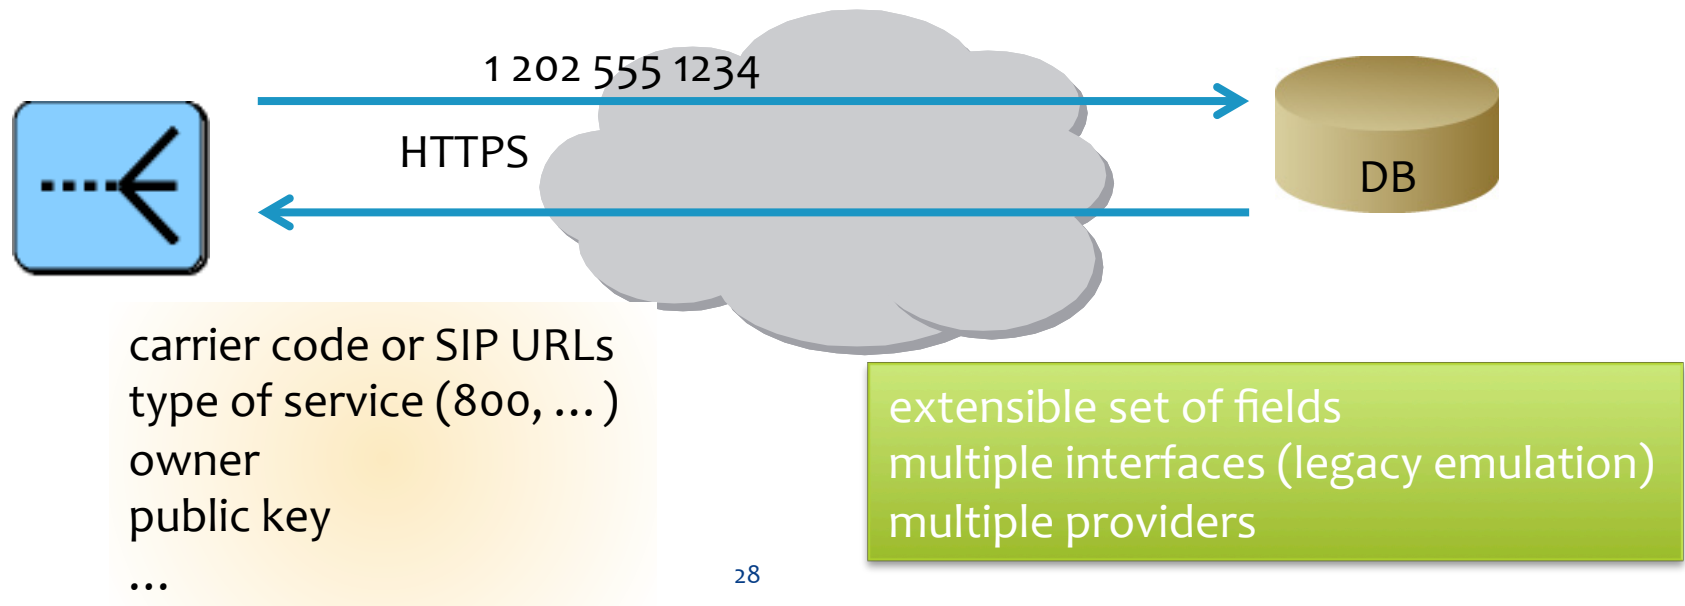 1 202 555 1234
HTTPS
DB
carrier code or SIP URLs
type of service (800, … )
owner
public key
…
extensible set of fields
multiple interfaces (legacy emulation)
multiple providers
28